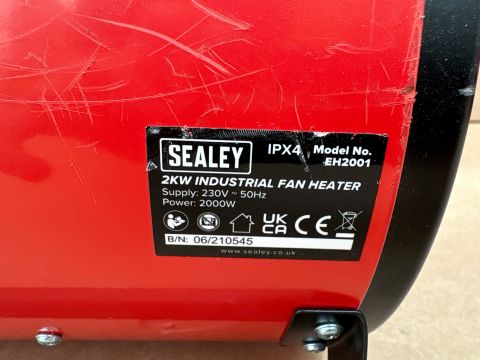 SEALEY
IPX4
Model No.
EH2001
2KW INDUSTRIAL FAN HEATER
Supply: 230V ~ 50Hz
Power: 2000W
UK
CA
CE
B/N: 06/210545
www.sealey.co.uk